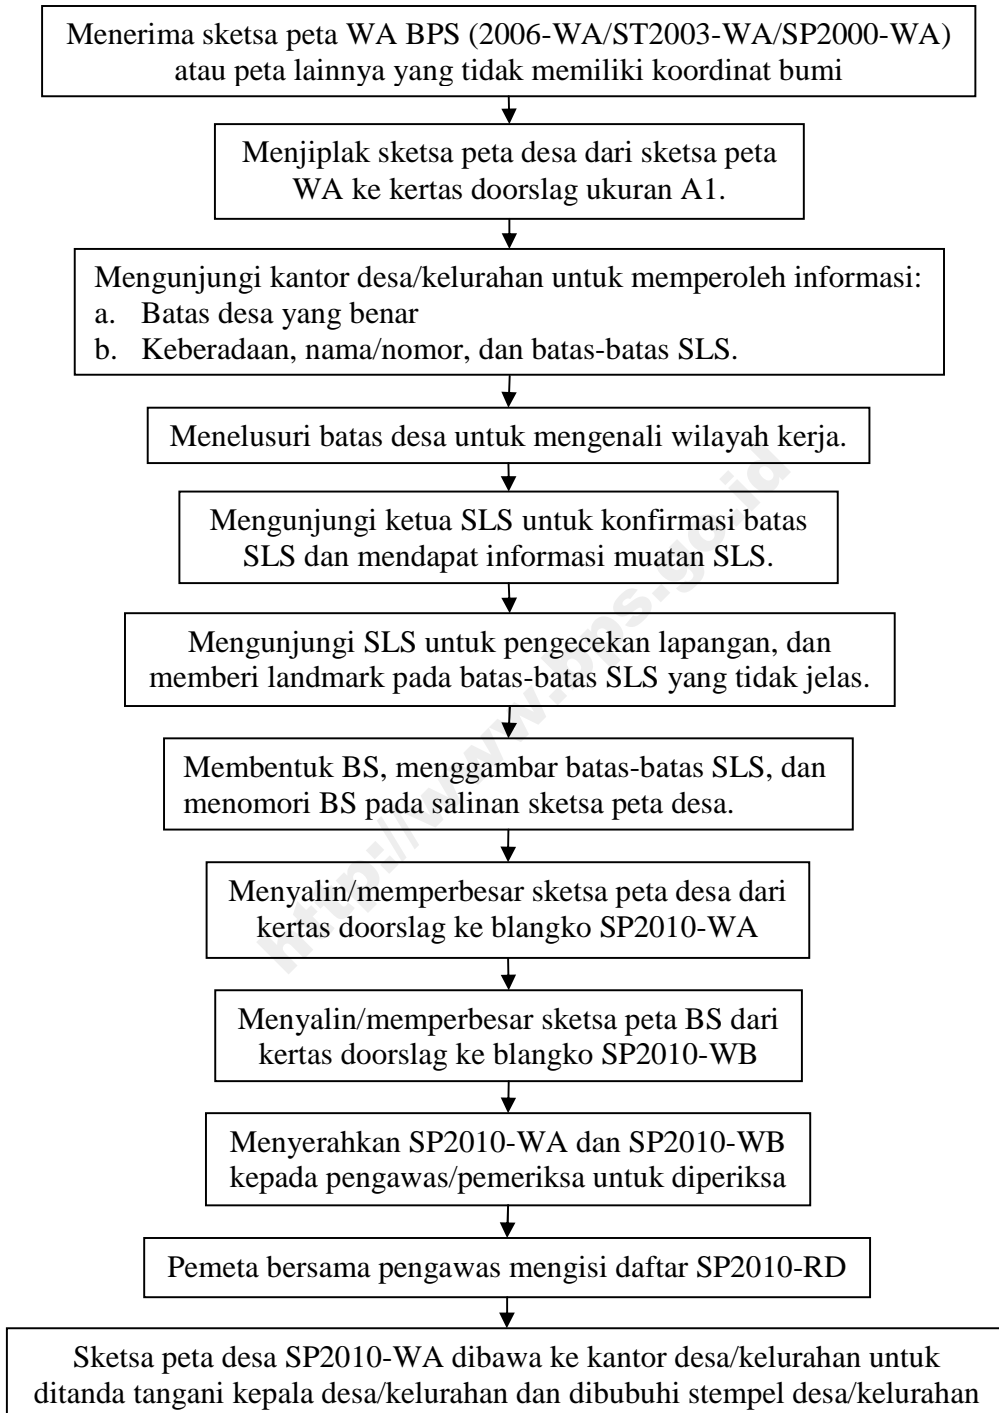 Menerima sketsa peta WA BPS (2006-WA/ST2003-WA/SP2000-WA)
atau peta lainnya yang tidak memiliki koordinat bumi
Menjiplak sketsa peta desa dari sketsa peta
WA ke kertas doorslag ukuran A1.
Mengunjungi kantor desa/kelurahan untuk memperoleh informasi:
a. Batas desa yang benar
b. Keberadaan, nama/nomor, dan batas-batas SLS.
Menelusuri batas desa untuk mengenali wilayah kerja.
Mengunjungi ketua SLS untuk konfirmasi batas
SLS dan mendapat informasi muatan SLS.
Mengunjungi SLS untuk pengecekan lapangan, dan
memberi landmark pada batas-batas SLS yang tidak jelas.
Membentuk BS, menggambar batas-batas SLS, dan
menomori BS pada salinan sketsa peta desa.
Menyalin/memperbesar sketsa peta desa dari
kertas doorslag ke blangko SP2010-WA
Menyalin/memperbesar sketsa peta BS dari
kertas doorslag ke blangko SP2010-WB
Menyerahkan SP2010-WA dan SP2010-WB
kepada pengawas/pemeriksa untuk diperiksa
Pemeta bersama pengawas mengisi daftar SP2010-RD
Sketsa peta desa SP2010-WA dibawa ke kantor desa/kelurahan untuk
ditanda tangani kepala desa/kelurahan dan dibubuhi stempel desa/kelurahan
http://www.bps.go.id